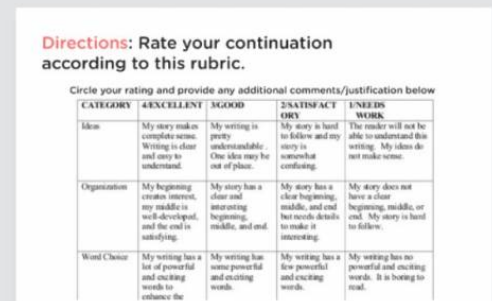 Directions: Rate your continuation
according to this rubric.
Circle your rating and provide any additional comments/justification below
CATEGORY 4/EXCELLENT 3/GOOD 2/SATISFACTORY 1/NEEDS WORK
Ideas
My story makes
complete sense.
Writing is clear
and easy to
understand.
My writing is
pretty
understandable.
One idea may be
out of place.
My story is hard
to follow and my
story is
somewhat
confusing.
The reader will not be
able to understand this
writing. My ideas do
not make sense.
Organization
My beginning
creates interest,
my middle is
well-developed,
and the end is
satisfying.
My story has a
clear and
interesting
beginning,
middle, and end.
My story has a
clear beginning,
middle, and end
but needs details
to make it
interesting.
My story does not
have a clear
beginning, middle, or
end. My story is hard
to follow.
Word Choice
My writing has a
lot of powerful
and exciting
words to
enhance the
My writing has
some powerful
and exciting
words.
My writing has a
few powerful
and exciting
words.
My writing has no
powerful and exciting
words. It is boring to
read.